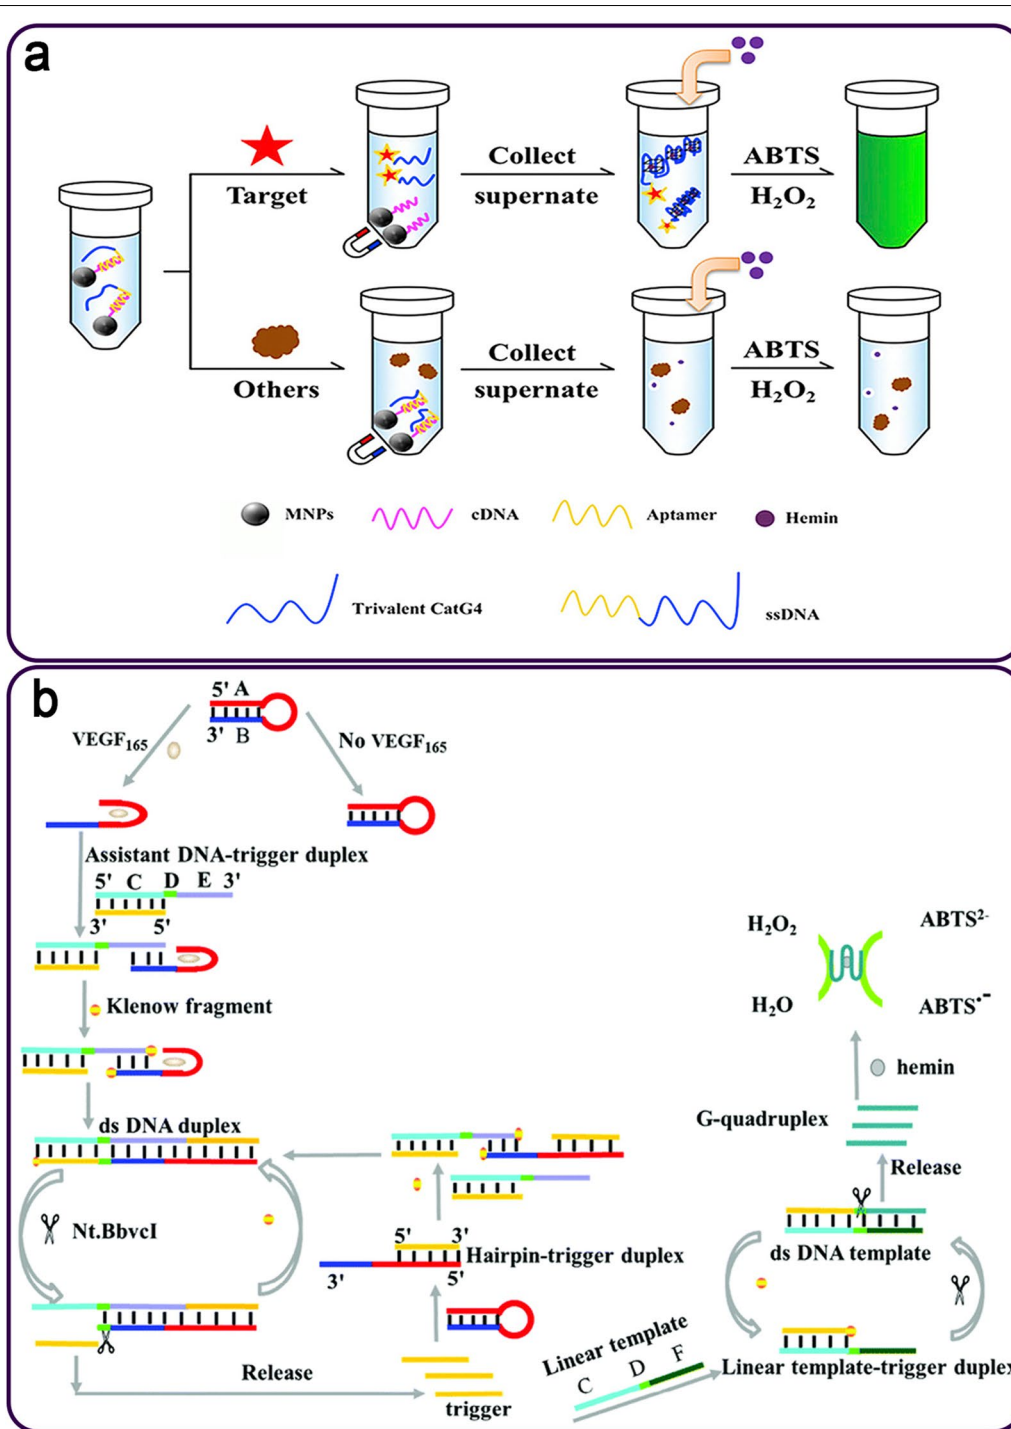 a
Target
Collect
supernate
ABTS
H₂O₂
Others
Collect
supernate
ABTS
H₂O₂
MNPs
cDNA
Aptamer
Hemin
Trivalent CatG4
ssDNA
b
5' A
3' B
VEGF₁₆₅
No VEGF₁₆₅
Assistant DNA-trigger duplex
5' C D E 3'
3' 5'
Klenow fragment
ds DNA duplex
Nt.BbvcI
Release
trigger
5' 3'
Hairpin-trigger duplex
3' 5'
Linear template
C D F
Linear template-trigger duplex
ds DNA template
Release
G-quadruplex
hemin
H₂O₂
ABTS²⁻
H₂O
ABTS•⁻